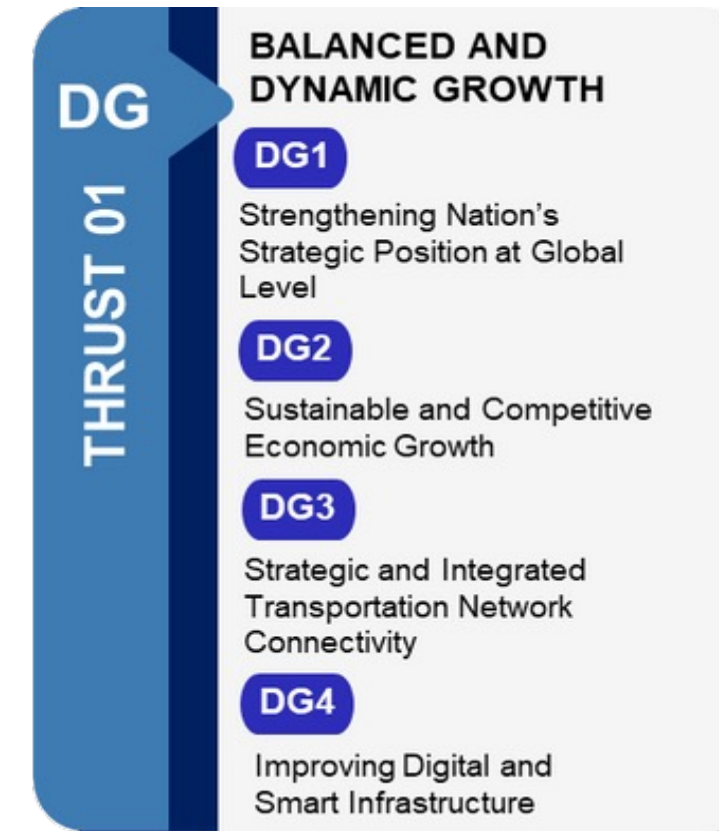 DG
THRUST 01
BALANCED AND
DYNAMIC GROWTH
DG1
Strengthening Nation’s
Strategic Position at Global
Level
DG2
Sustainable and Competitive
Economic Growth
DG3
Strategic and Integrated
Transportation Network
Connectivity
DG4
Improving Digital and
Smart Infrastructure